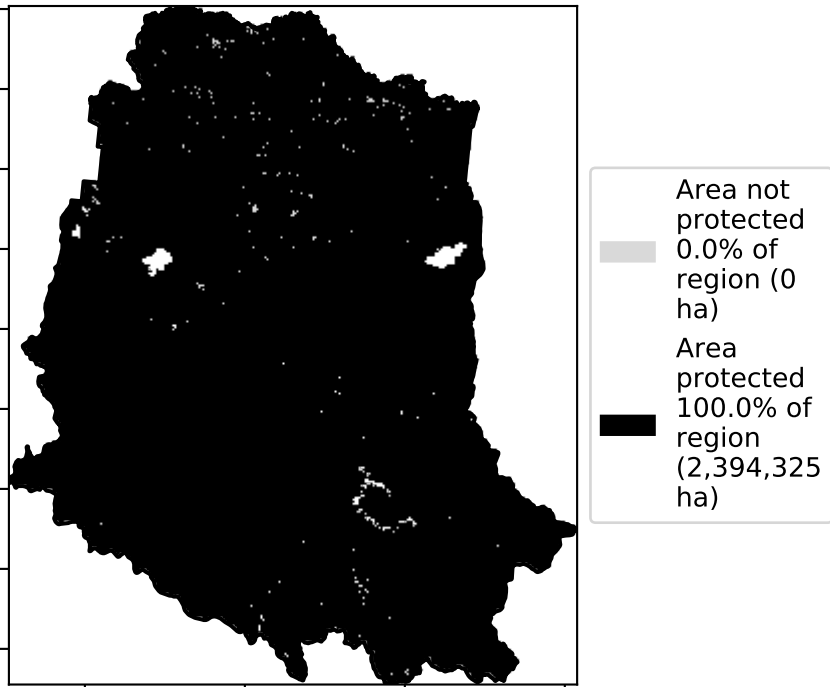 Area not
protected
0.0% of
region (0
ha)
Area
protected
100.0% of
region
(2,394,325
ha)